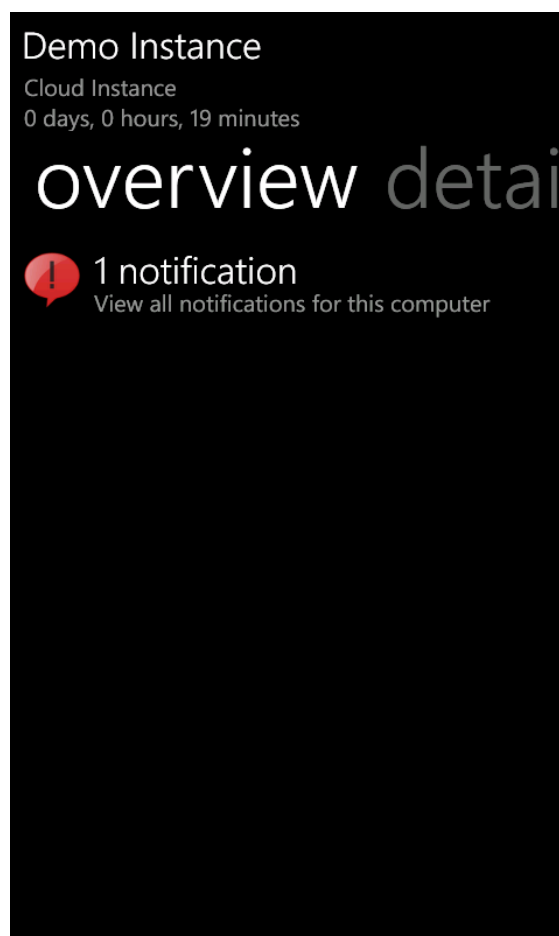 Demo Instance
Cloud Instance
0 days, 0 hours, 19 minutes
overview detai
! 1 notification
View all notifications for this computer